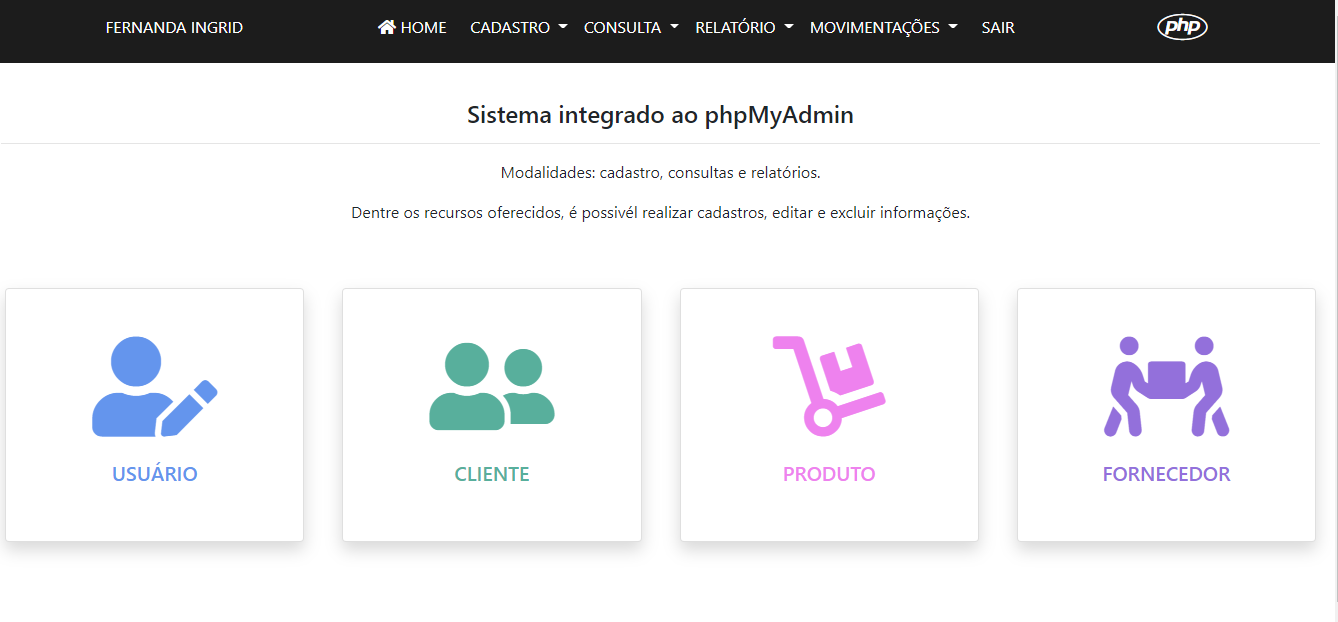 FERNANDA INGRID HOME CADASTRO CONSULTA RELATÓRIO MOVIMENTAÇÕES SAIR php
Sistema integrado ao phpMyAdmin
Modalidades: cadastro, consultas e relatórios.
Dentre os recursos oferecidos, é possivél realizar cadastros, editar e excluir informações.
USUÁRIO CLIENTE PRODUTO FORNECEDOR